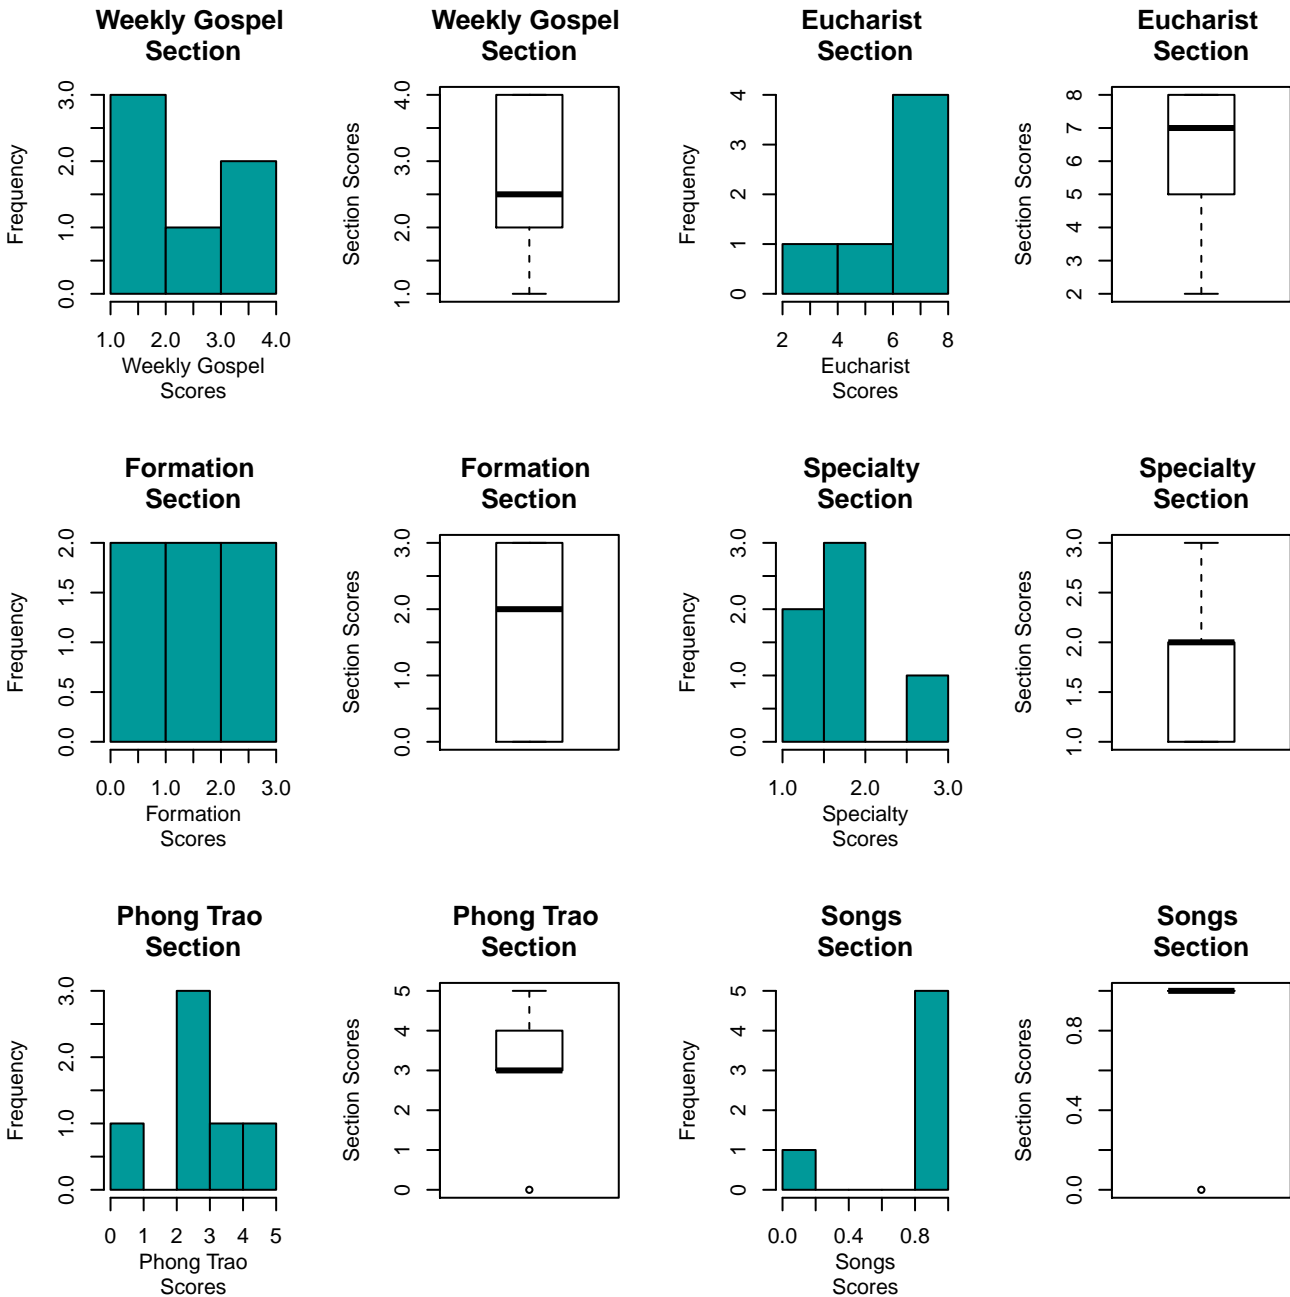 Weekly Gospel
Section
Frequency
0.0 1.0 2.0 3.0
1.0 2.0 3.0 4.0
Weekly Gospel
Scores
Weekly Gospel
Section
Section Scores
1.0 2.0 3.0 4.0
Eucharist
Section
Frequency
0 1 2 3 4
2 4 6 8
Eucharist
Scores
Eucharist
Section
Section Scores
2 3 4 5 6 7 8
Formation
Section
Frequency
0.0 0.5 1.0 1.5 2.0
0.0 1.0 2.0 3.0
Formation
Scores
Formation
Section
Section Scores
0.0 1.0 2.0 3.0
Specialty
Section
Frequency
0.0 1.0 2.0 3.0
1.0 2.0 3.0
Specialty
Scores
Specialty
Section
Section Scores
1.0 1.5 2.0 2.5 3.0
Phong Trao
Section
Frequency
0.0 1.0 2.0 3.0
0 1 2 3 4 5
Phong Trao
Scores
Phong Trao
Section
Section Scores
0 1 2 3 4 5
Songs
Section
Frequency
0 1 2 3 4 5
0.0 0.4 0.8
Songs
Scores
Songs
Section
Section Scores
0.0 0.4 0.8